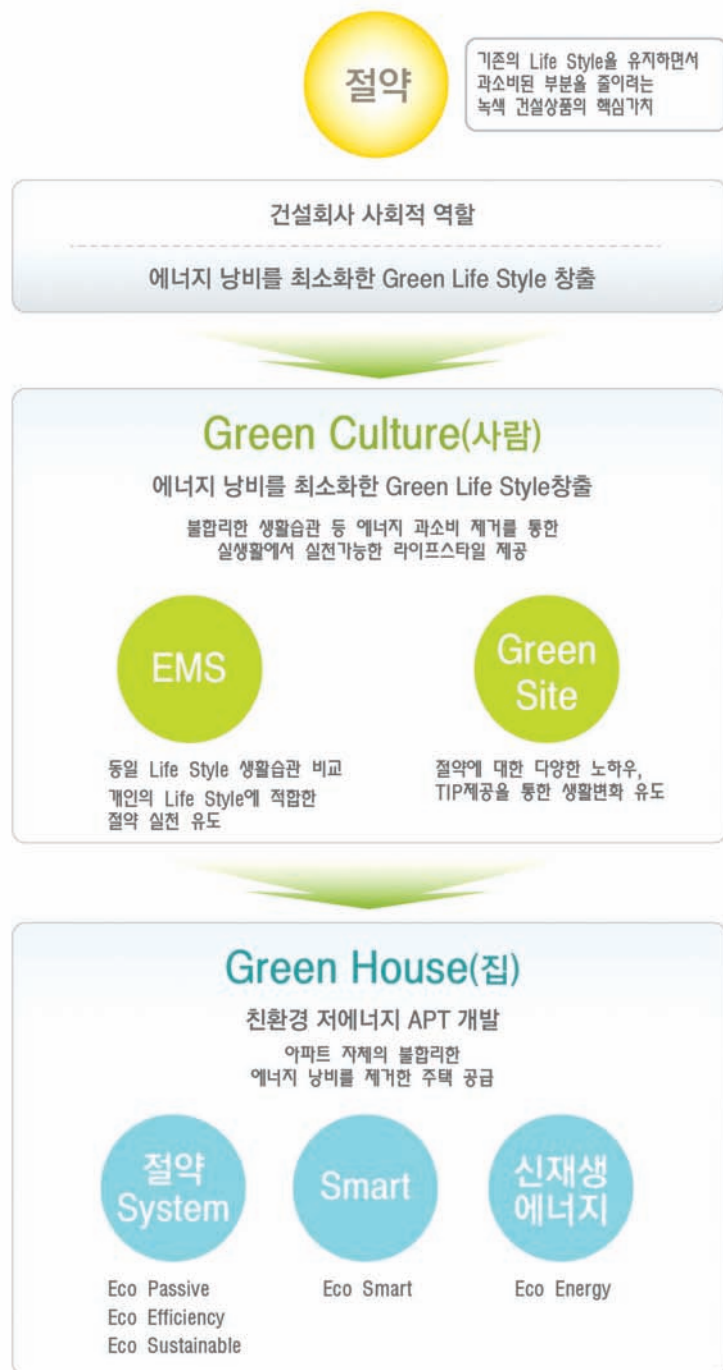 절약
기존의 Life Style을 유지하면서
과소비된 부분을 줄이려는
녹색 건설상품의 핵심가치
건설회사 사회적 역할
에너지 낭비를 최소화한 Green Life Style 창출
Green Culture(사람)
에너지 낭비를 최소화한 Green Life Style창출
불합리한 생활습관 등 에너지 과소비 제거를 통한
실생활에서 실천가능한 라이프스타일 제공
EMS
동일 Life Style 생활습관 비교
개인의 Life Style에 적합한
절약 실천 유도
Green
Site
절약에 대한 다양한 노하우,
TIP제공을 통한 생활변화 유도
Green House(집)
친환경 저에너지 APT 개발
아파트 자체의 불합리한
에너지 낭비를 제거한 주택 공급
절약
System
Eco Passive
Eco Efficiency
Eco Sustainable
Smart
Eco Smart
신재생
에너지
Eco Energy